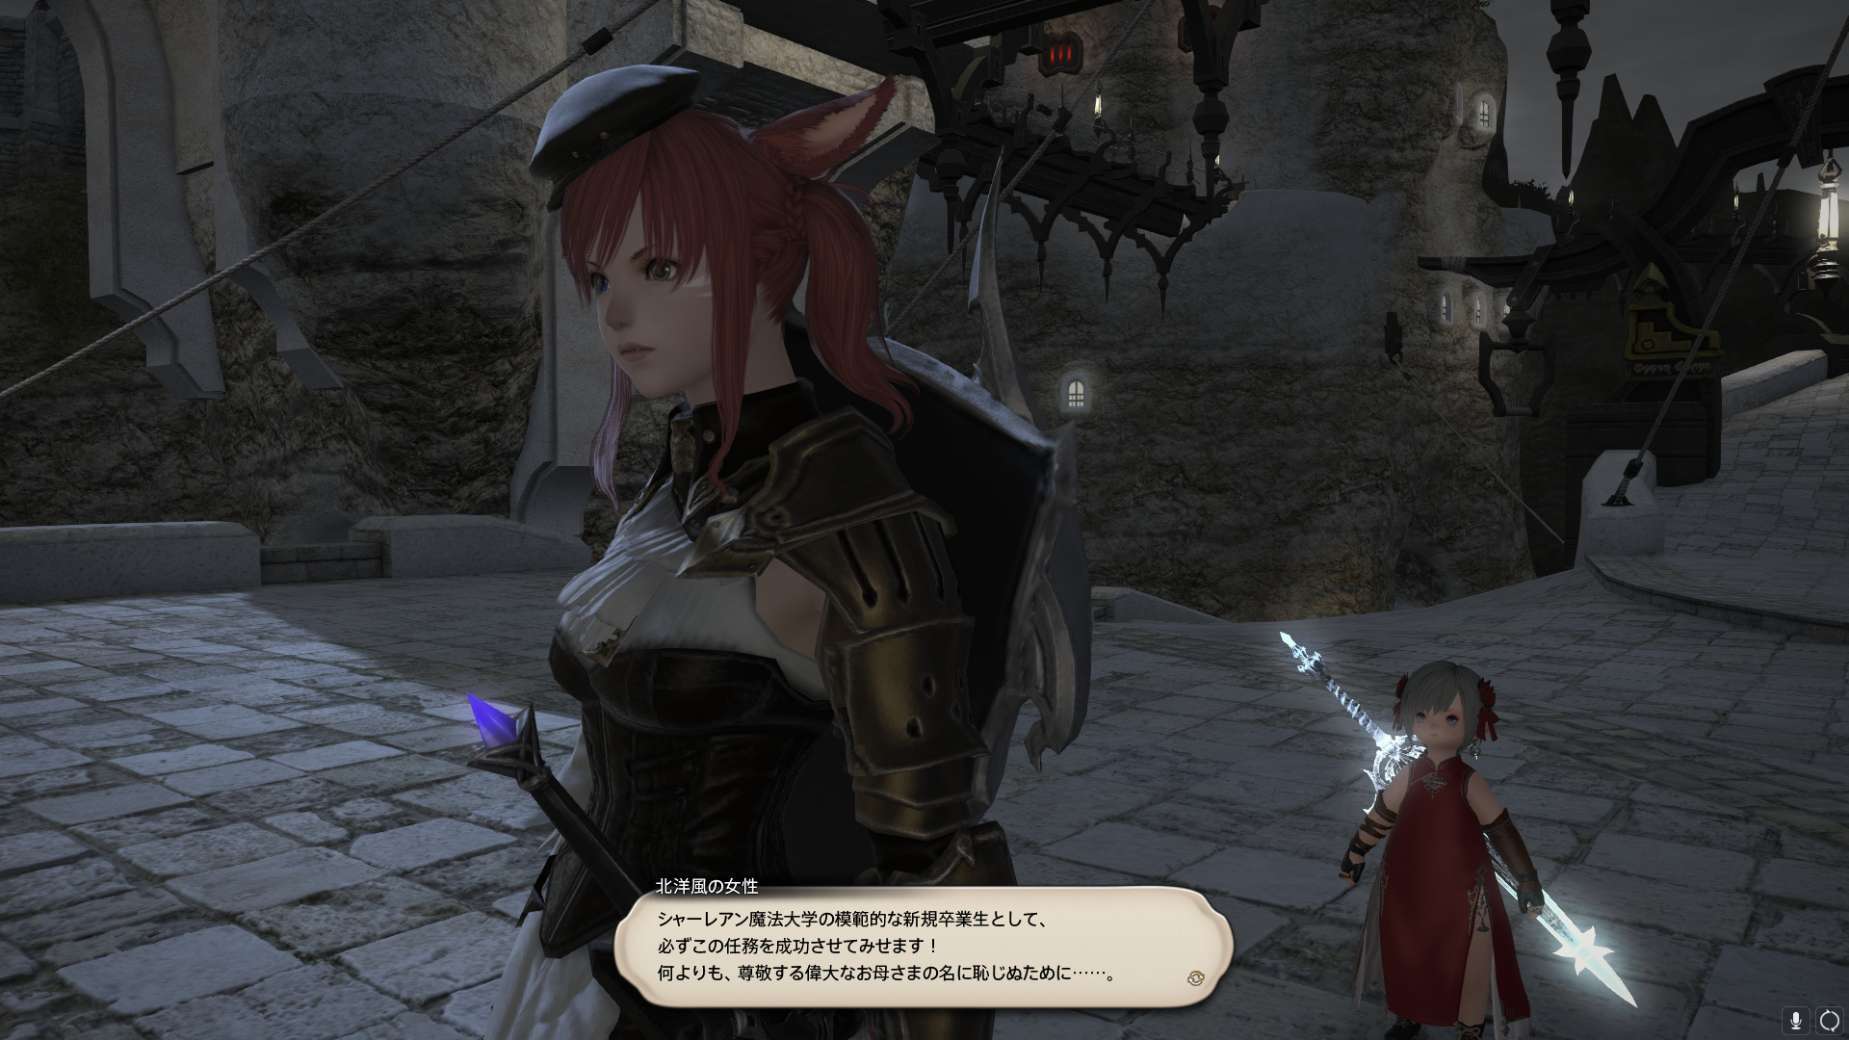 北洋風の女性
シャーレアン魔法大学の模範的な新規卒業生として、
必ずこの任務を成功させてみせます！
何よりも、尊敬する偉大なお母さまの名に恥じぬために……。